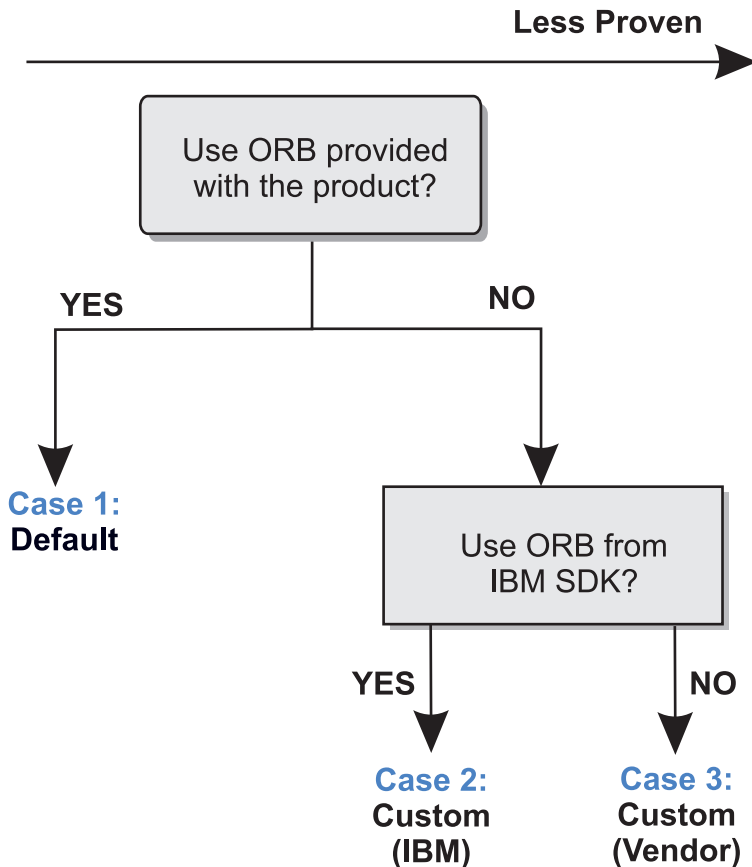 Less Proven
Use ORB provided
with the product?
YES
NO
Case 1:
Default
Use ORB from
IBM SDK?
YES
NO
Case 2:
Custom
(IBM)
Case 3:
Custom
(Vendor)